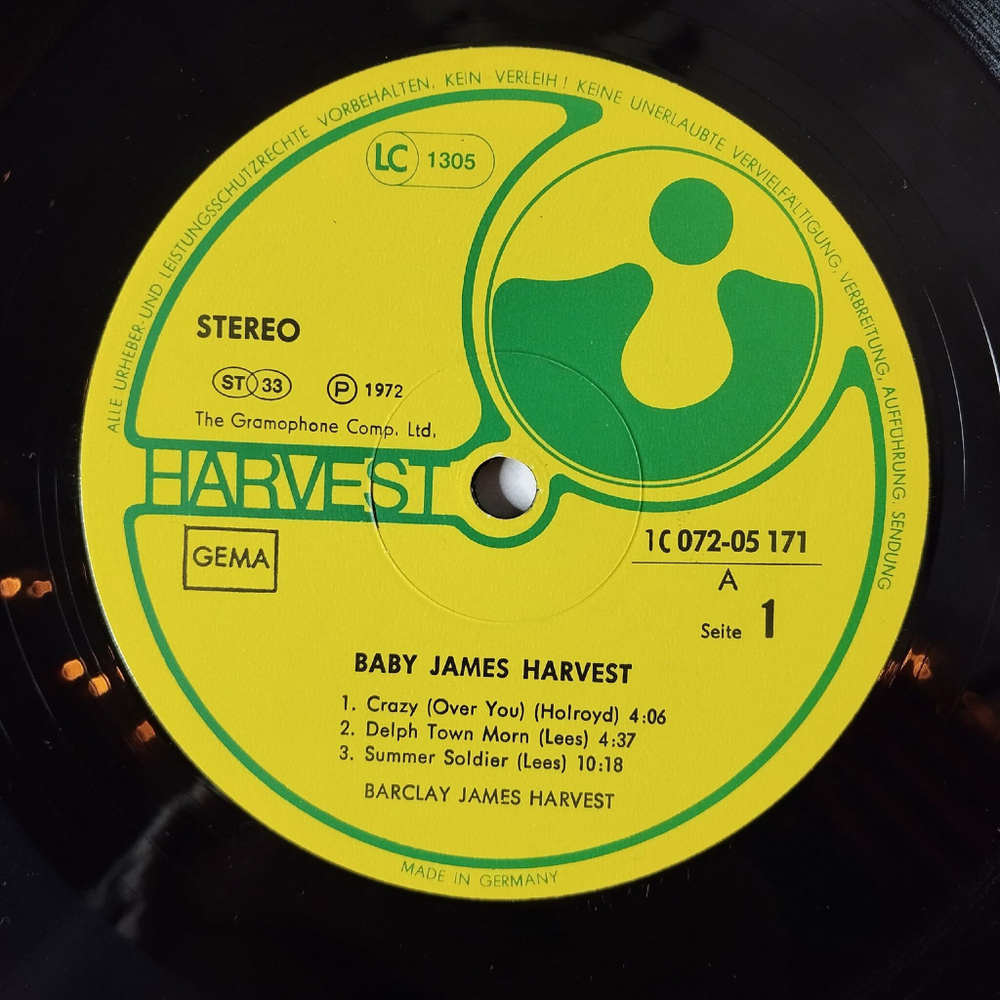 ALLE URHEBER- UND LEISTUNGSSCHUTZRECHTE VORBEHALTEN. KEIN VERLEIH! KEINE UNERLAUBTE VERVIELFÄLTIGUNG, VERBREITUNG, AUFFÜHRUNG, SENDUNG
LC 1305
STEREO
ST 33 P 1972
The Gramophone Comp. Ltd.
HARVEST
GEMA
1C 072-05 171
A
Seite 1
BABY JAMES HARVEST
1. Crazy (Over You) (Holroyd) 4:06
2. Delph Town Morn (Lees) 4:37
3. Summer Soldier (Lees) 10:18
BARCLAY JAMES HARVEST
MADE IN GERMANY